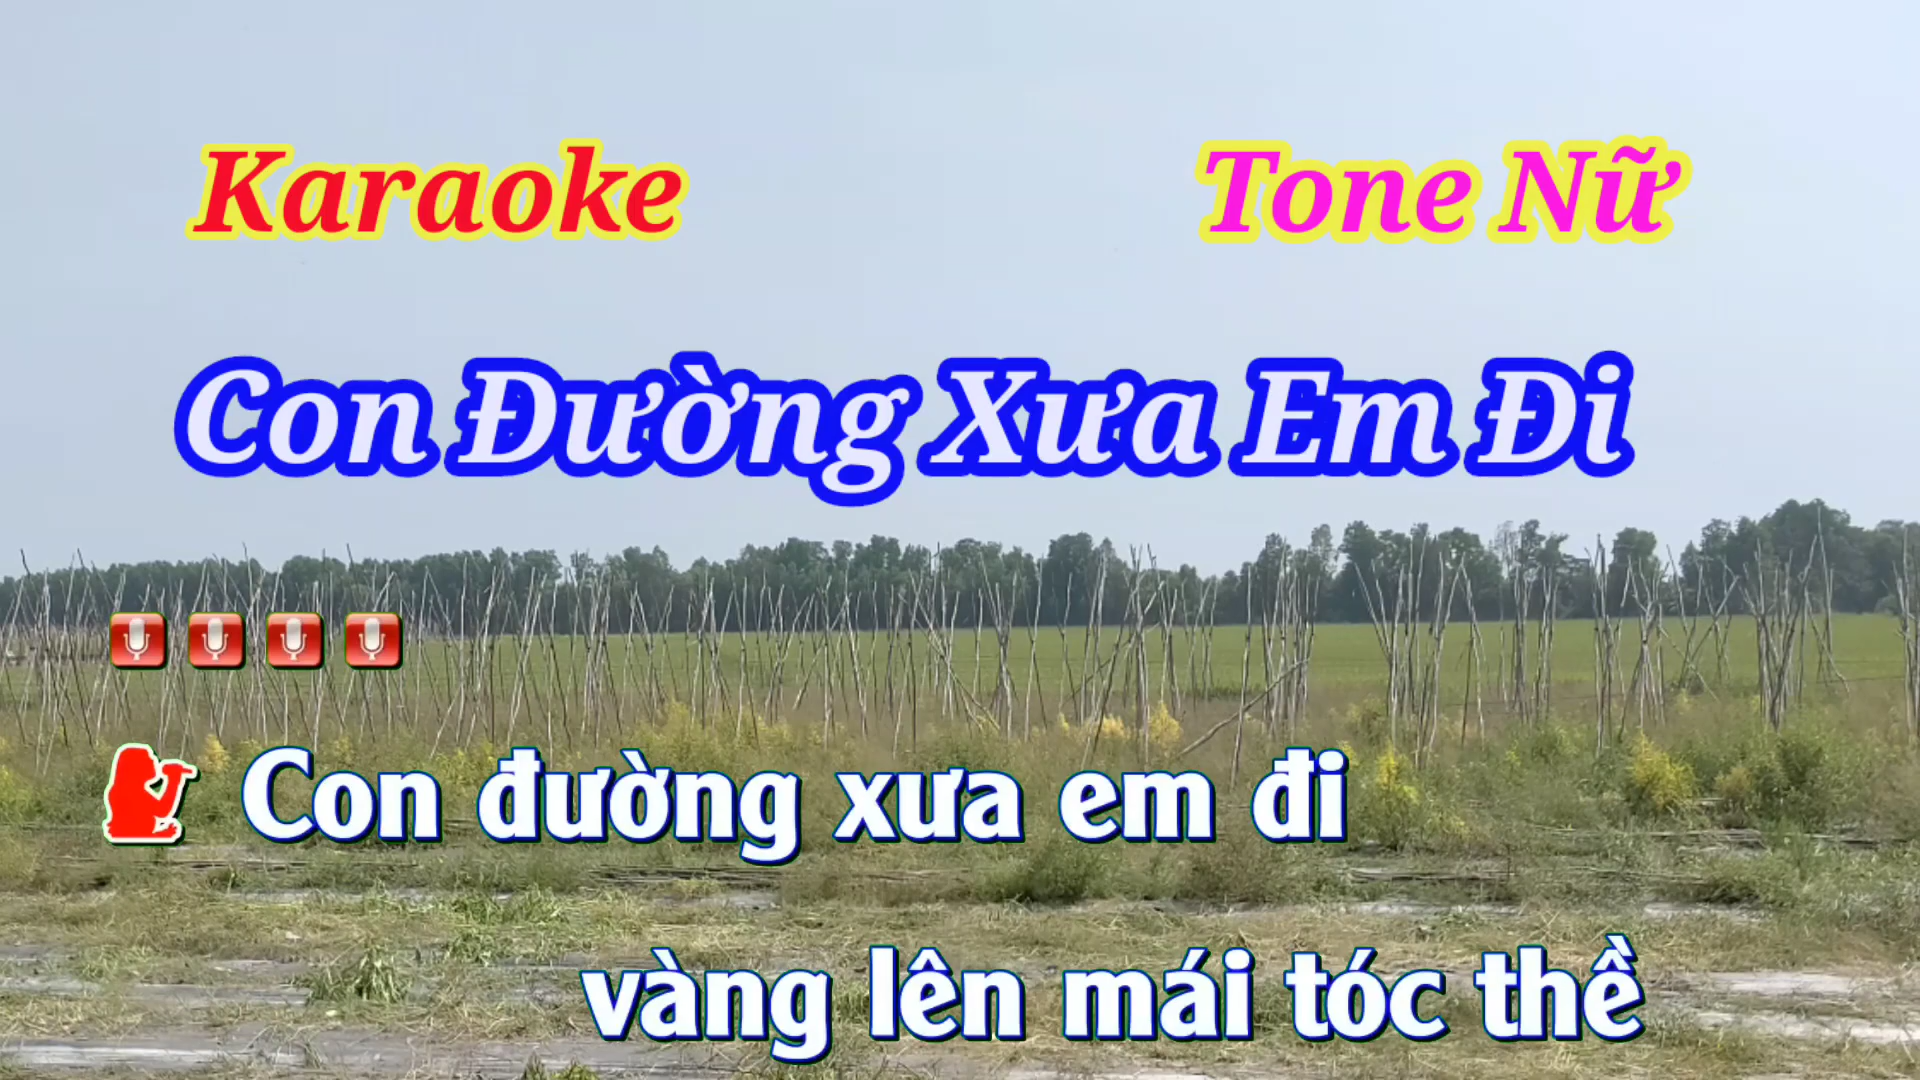 Karaoke Tone Nữ
Con Đường Xưa Em Đi
Con đường xưa em đi
vàng lên mái tóc thề